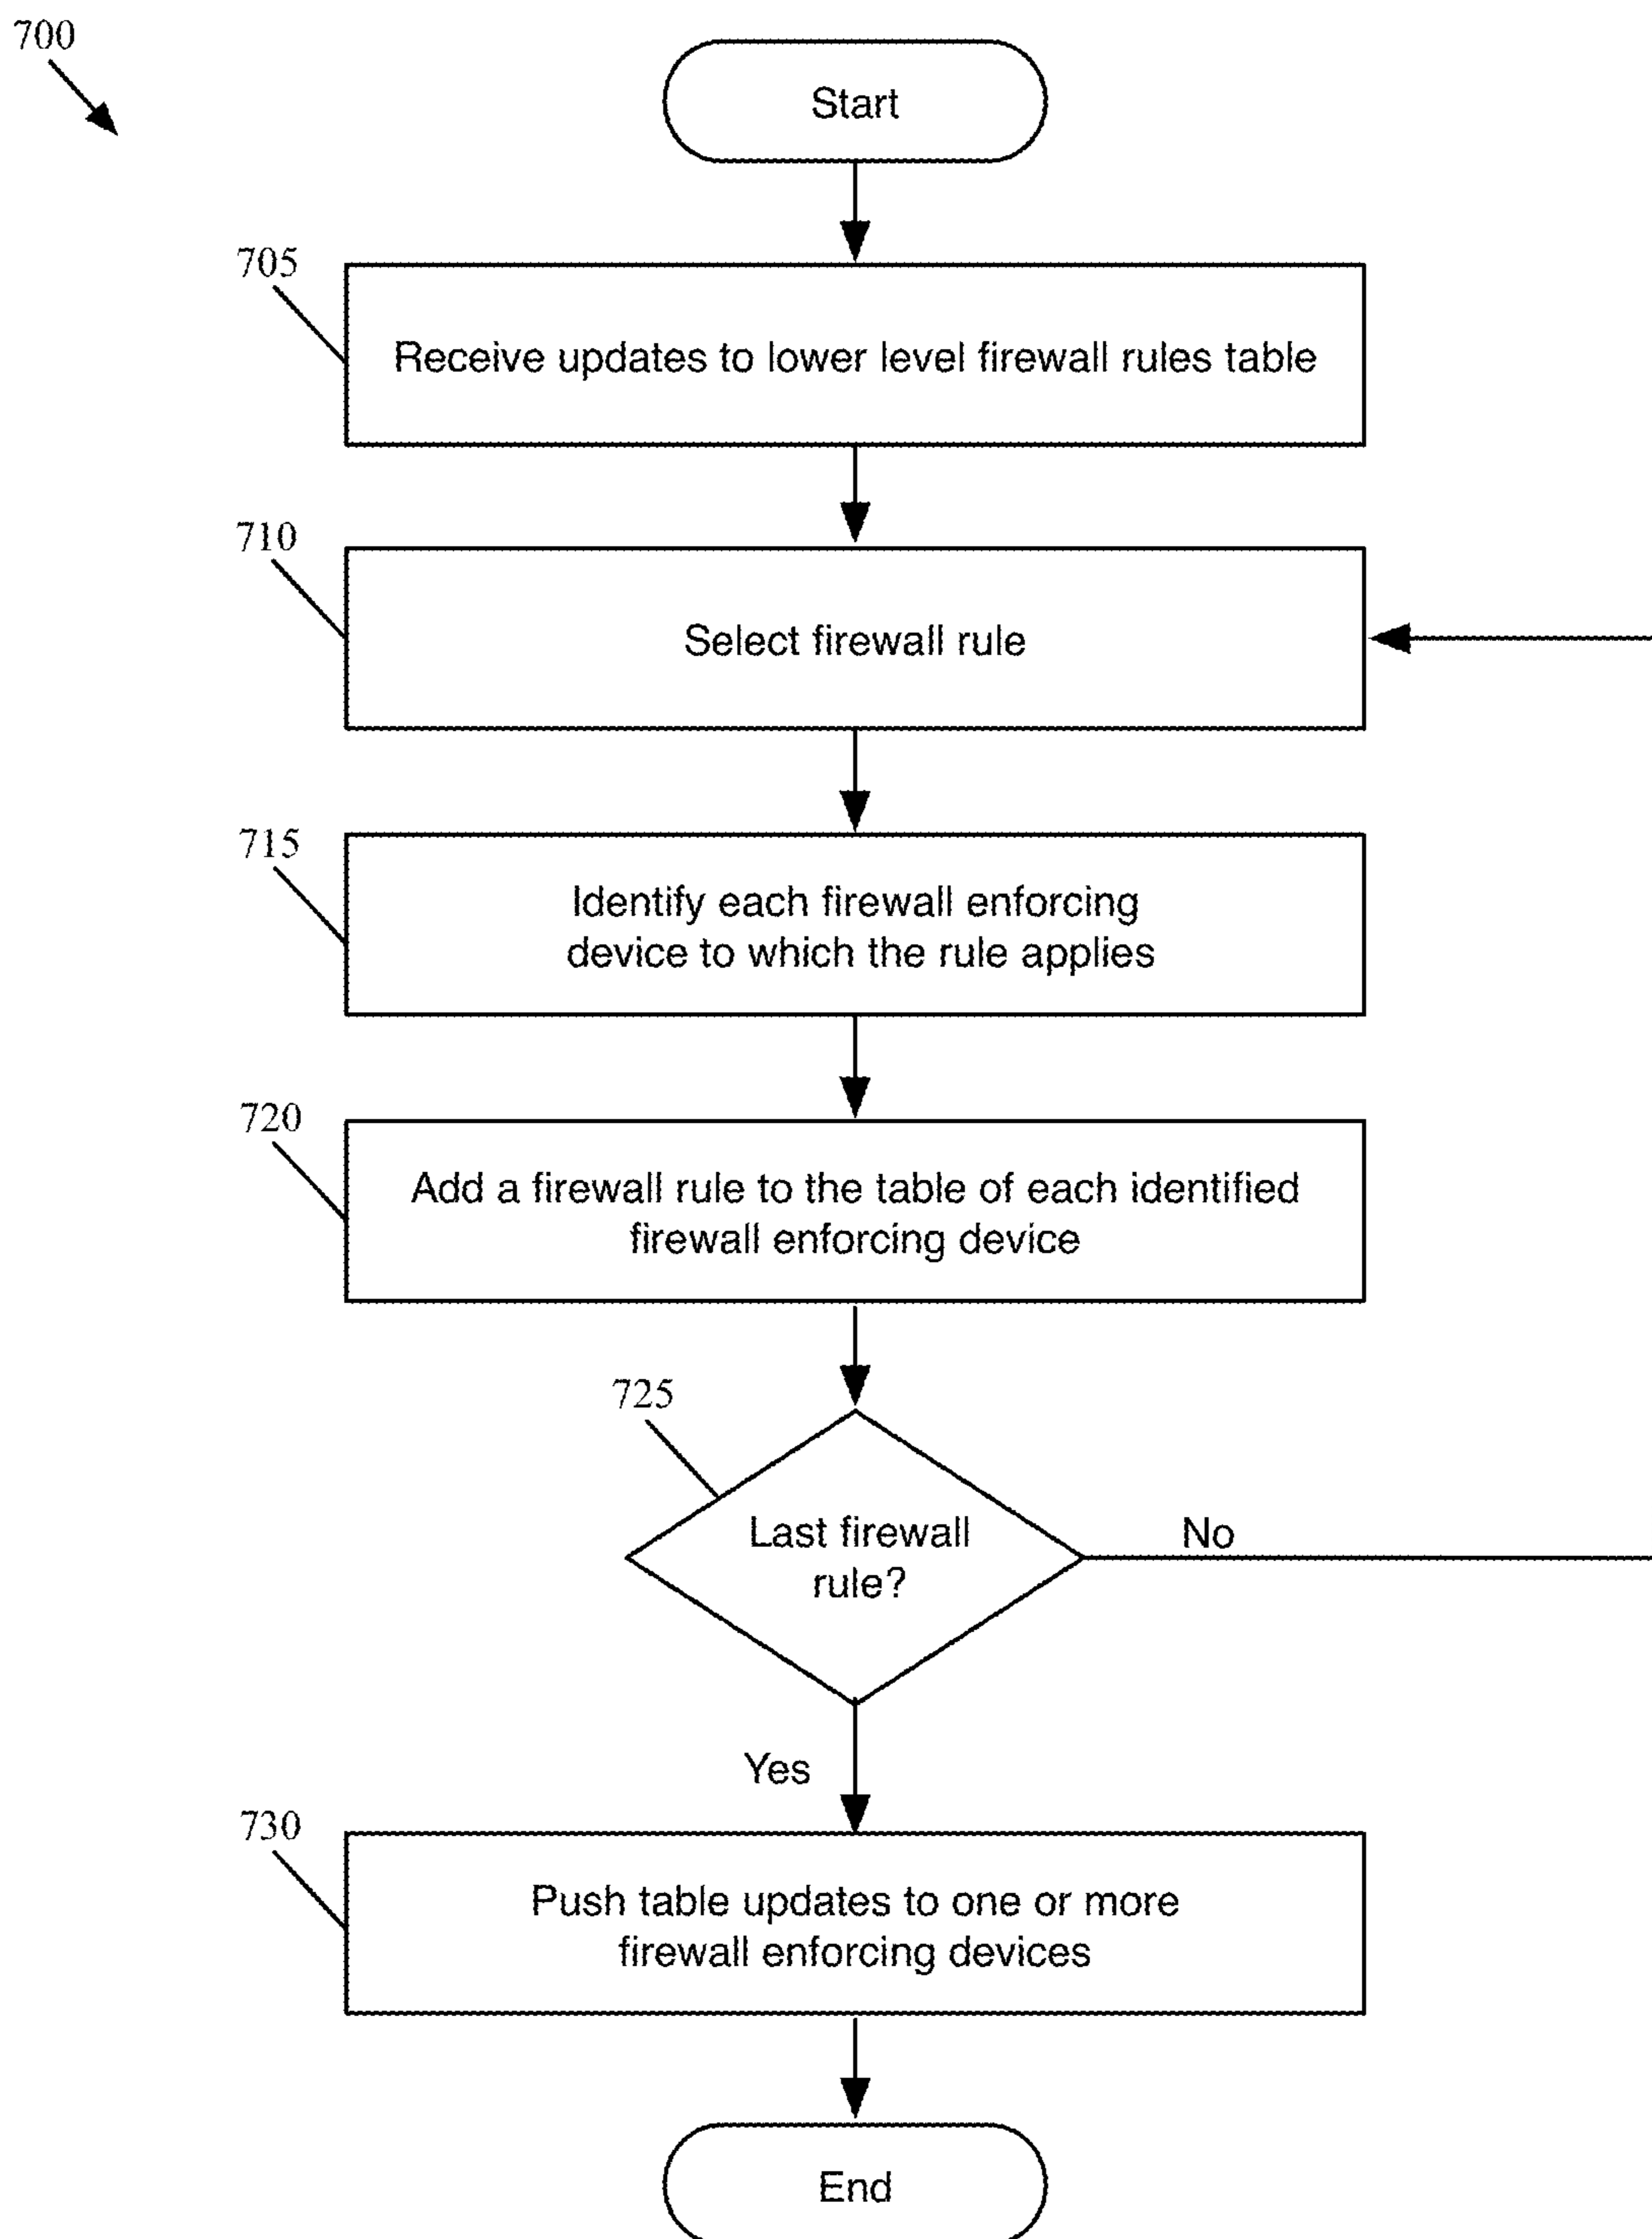 700
Start
705
Receive updates to lower level firewall rules table
710
Select firewall rule
715
Identify each firewall enforcing
device to which the rule applies
720
Add a firewall rule to the table of each identified
firewall enforcing device
725
Last firewall
rule?
No
Yes
730
Push table updates to one or more
firewall enforcing devices
End